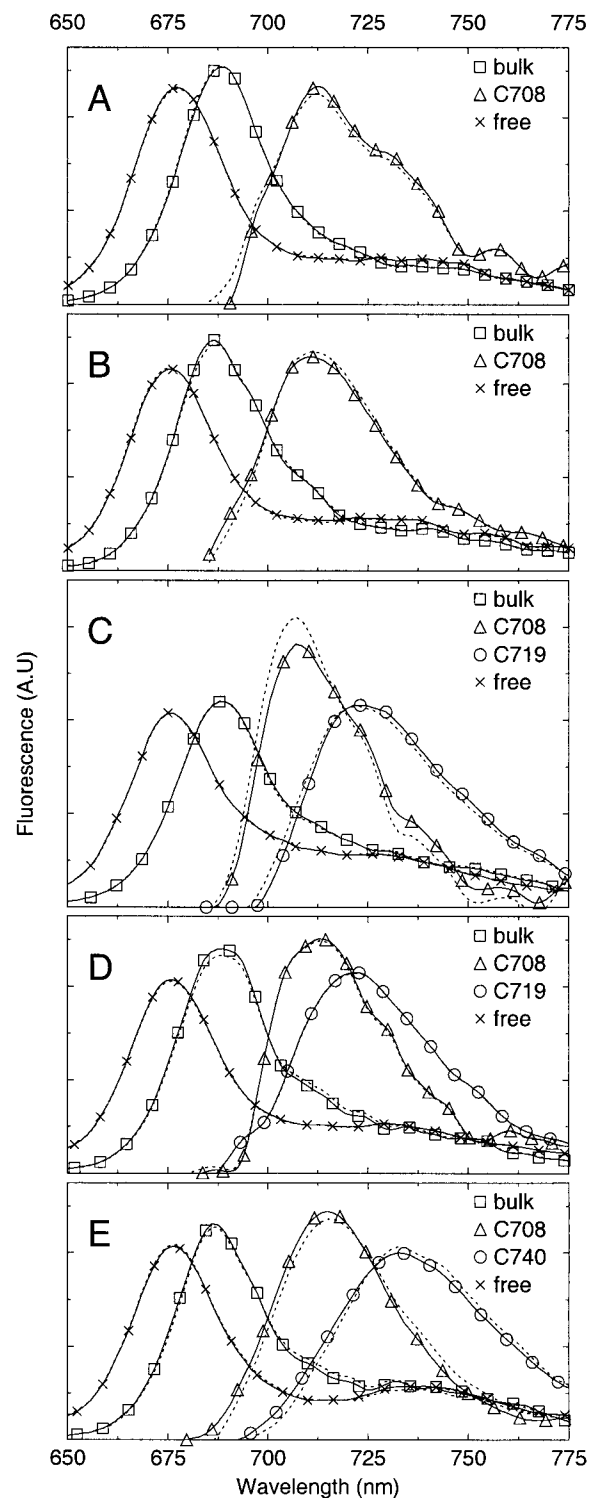 650 675 700 725 750 775
A
□ bulk
△ C708
× free
B
□ bulk
△ C708
× free
C
□ bulk
△ C708
○ C719
× free
D
□ bulk
△ C708
○ C719
× free
E
□ bulk
△ C708
○ C740
× free
Fluorescence (A.U)
650 675 700 725 750 775
Wavelength (nm)